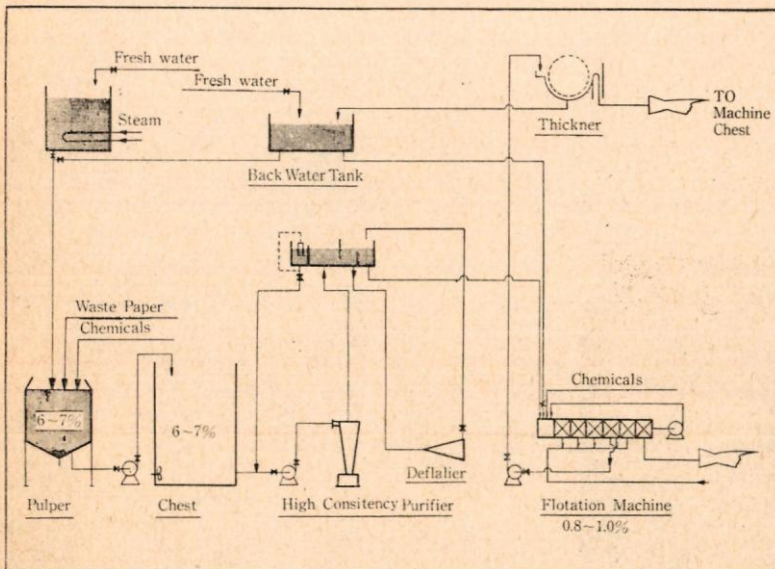 Fresh water
Fresh water
Steam
Back Water Tank
Thickner
TO
Machine
Chest
Waste Paper
Chemicals
6~7%
6~7%
Chemicals
Deflalier
Pulper
Chest
High Consitency Purifier
Flotation Machine
0.8~1.0%